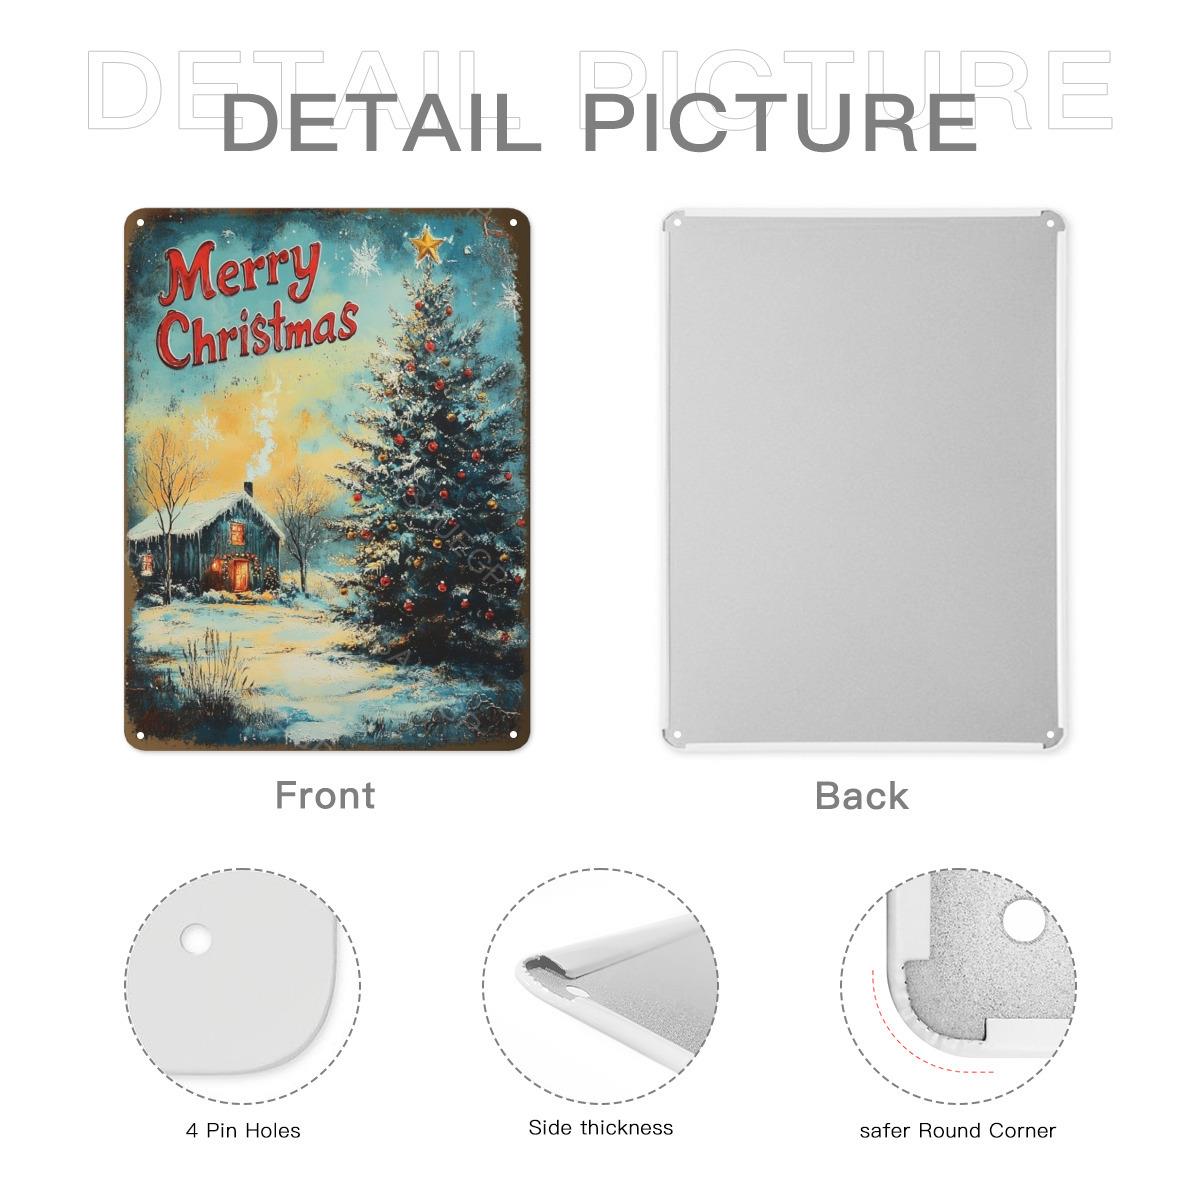 DETAIL PICTURE
DETAIL PICTURE
Merry
Christmas
Front
Back
4 Pin Holes
Side thickness
safer Round Corner